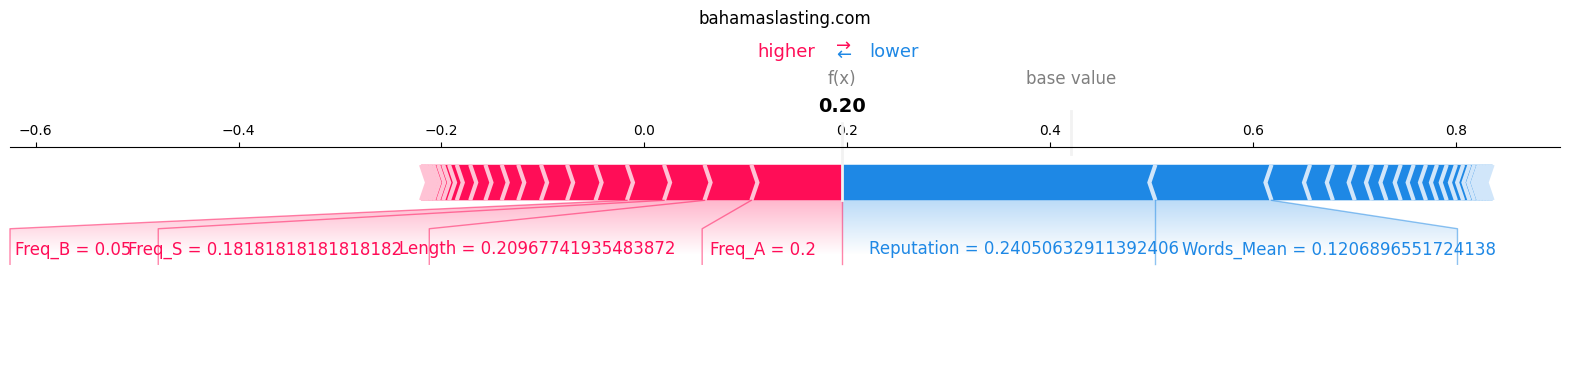 bahamaslasting.com
higher → ← lower
f(x) base value
0.20
−0.6 −0.4 −0.2 0.0 0.2 0.4 0.6 0.8
Freq_B = 0.05 Freq_S = 0.18181818181818182 Length = 0.20967741935483872 Freq_A = 0.2 Reputation = 0.24050632911392406 Words_Mean = 0.1206896551724138